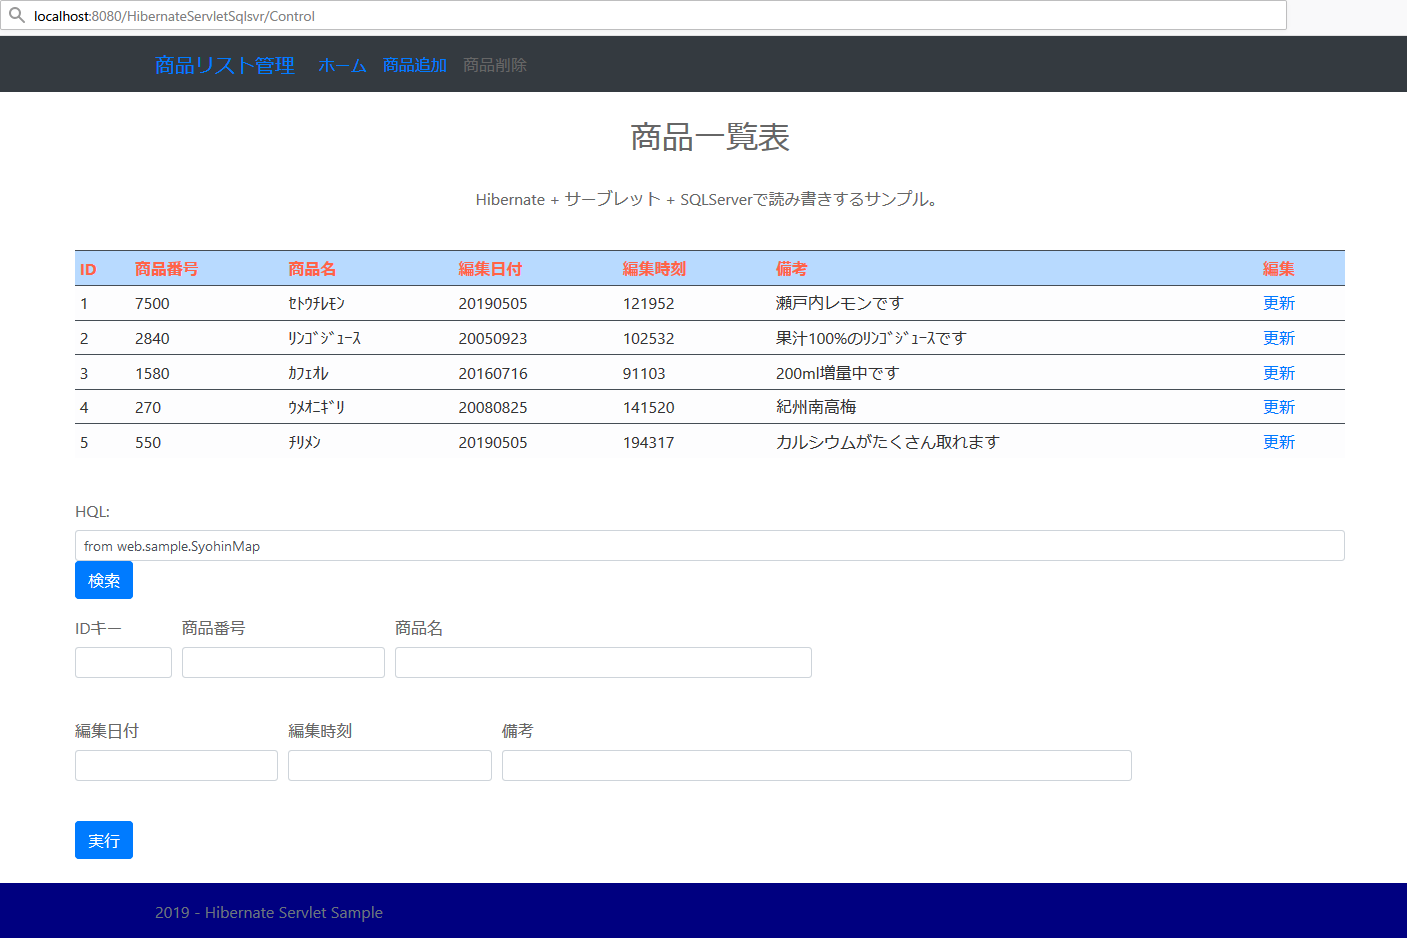 localhost:8080/HibernateServletSqlsvr/Control
商品リスト管理 ホーム 商品追加 商品削除
商品一覧表
Hibernate + サーブレット + SQLServerで読み書きするサンプル。
ID 商品番号 商品名 編集日付 編集時刻 備考 編集
1 7500 ｾﾄｳﾁﾚﾓﾝ 20190505 121952 瀬戸内レモンです 更新
2 2840 ﾘﾝｺﾞｼﾞｭｰｽ 20050923 102532 果汁100%のﾘﾝｺﾞｼﾞｭｰｽです 更新
3 1580 ｶﾌｪｵﾚ 20160716 91103 200ml増量中です 更新
4 270 ｳﾒｵﾆｷﾞﾘ 20080825 141520 紀州南高梅 更新
5 550 ﾁﾘﾒﾝ 20190505 194317 カルシウムがたくさん取れます 更新
HQL:
from web.sample.SyohinMap
検索
IDキー 商品番号 商品名
編集日付 編集時刻 備考
実行
2019 - Hibernate Servlet Sample